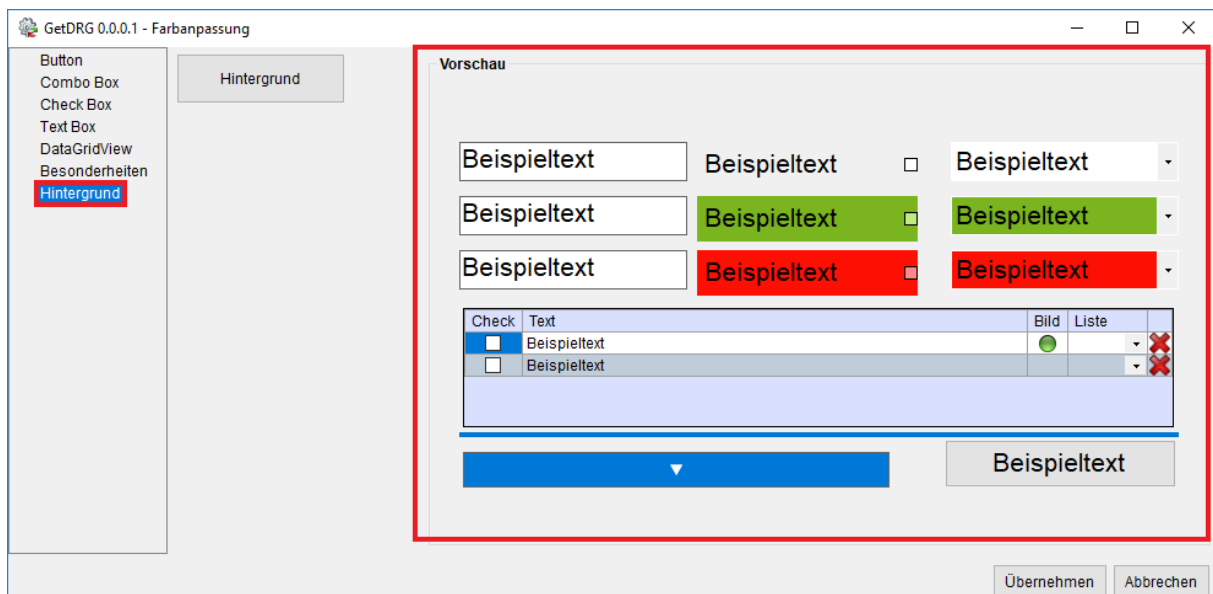 GetDRG 0.0.0.1 - Farbanpassung
Button
Combo Box
Check Box
Text Box
DataGridView
Besonderheiten
Hintergrund
Hintergrund
Vorschau
Beispieltext Beispieltext Beispieltext
Beispieltext Beispieltext Beispieltext
Beispieltext Beispieltext Beispieltext
Check Text Bild Liste
Beispieltext
Beispieltext
Beispieltext
Übernehmen Abbrechen